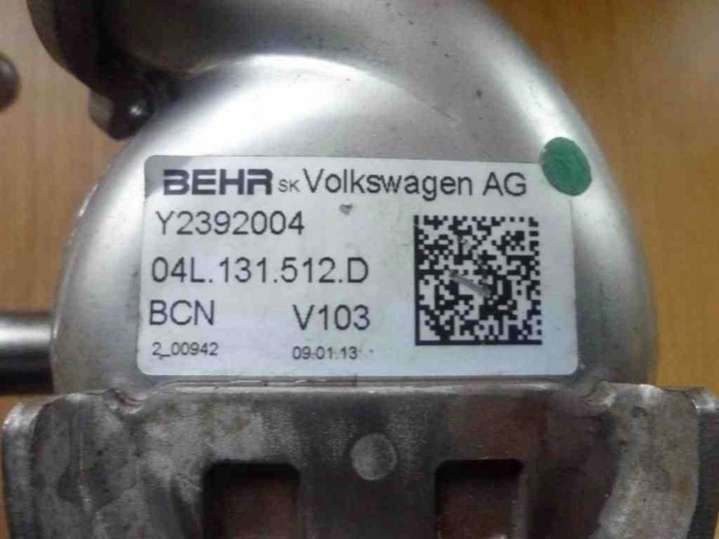 BEHR SK Volkswagen AG
Y2392004
04L.131.512.D
BCN V103
2_00942 09.01.13